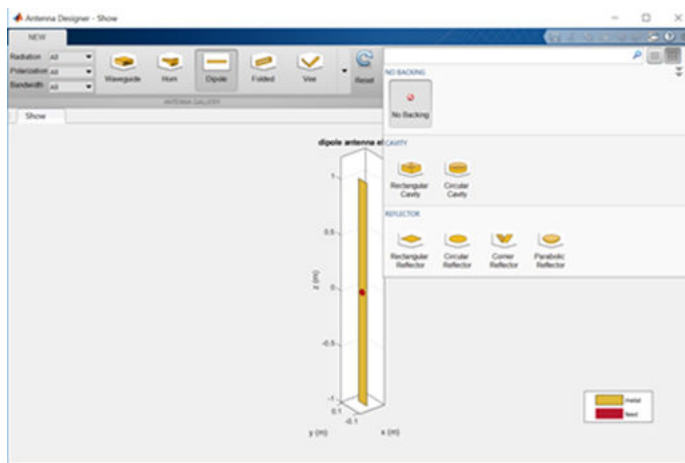 Antenna Designer - Show
NEW
Radiation All
Polarization All
Bandwidth All
Waveguide Horn Dipole Folded Vee
Reset
ANTENNA GALLERY
Show
NO BACKING
No Backing
CAVITY
Rectangular Cavity
Circular Cavity
REFLECTOR
Rectangular Reflector
Circular Reflector
Corner Reflector
Parabolic Reflector
dipole antenna el
1
0.5
0
-0.5
-1
z (m)
0.1
-0.1
y (m)
x (m)
metal
feed